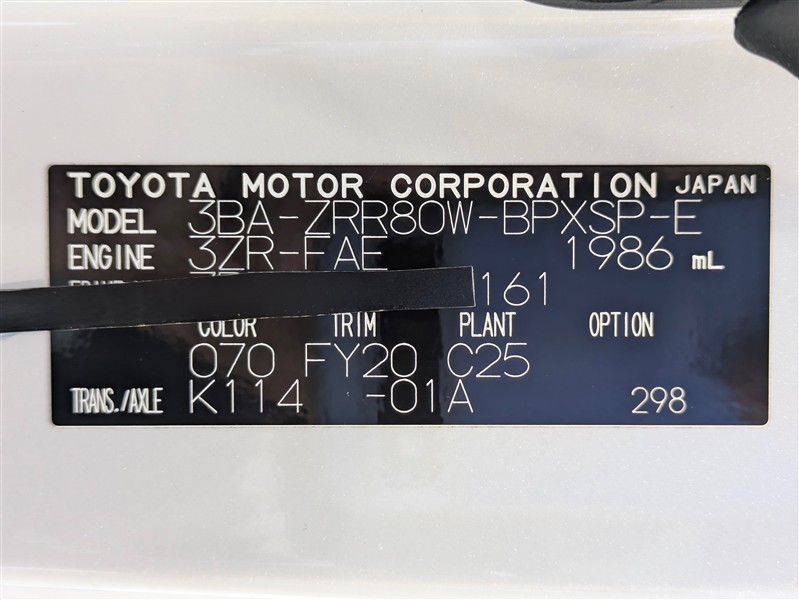 TOYOTA MOTOR CORPORATION JAPAN
MODEL 3BA-ZRR80W-BPXSP-E
ENGINE 3ZR-FAE 1986 mL
161
COLOR TRIM PLANT OPTION
070 FY20 C25
TRANS./AXLE K114 -01A 298